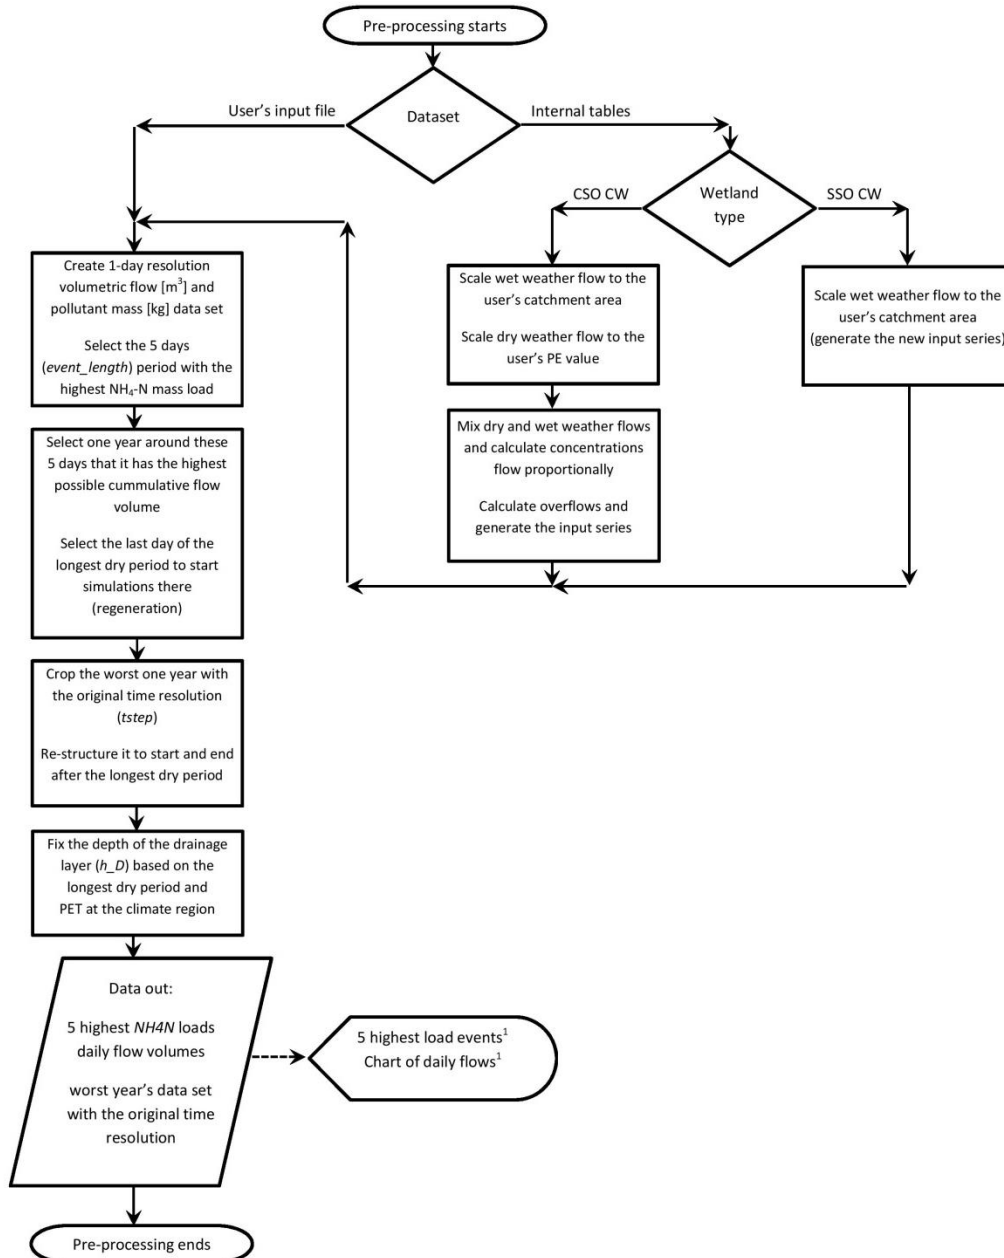 Pre-processing starts
Dataset
User's input file
Internal tables
Wetland
type
CSO CW
SSO CW
Scale wet weather flow to the
user's catchment area
Scale dry weather flow to the
user's PE value
Mix dry and wet weather flows
and calculate concentrations
flow proportionally
Calculate overflows and
generate the input series
Scale wet weather flow to the
user's catchment area
(generate the new input series)
Create 1-day resolution
volumetric flow [m³] and
pollutant mass [kg] data set
Select the 5 days
(event_length) period with the
highest NH₄-N mass load
Select one year around these
5 days that it has the highest
possible cummulative flow
volume
Select the last day of the
longest dry period to start
simulations there
(regeneration)
Crop the worst one year with
the original time resolution
(tstep)
Re-structure it to start and end
after the longest dry period
Fix the depth of the drainage
layer (h_D) based on the
longest dry period and
PET at the climate region
Data out:
5 highest NH4N loads
daily flow volumes
worst year's data set
with the original time
resolution
5 highest load events¹
Chart of daily flows¹
Pre-processing ends